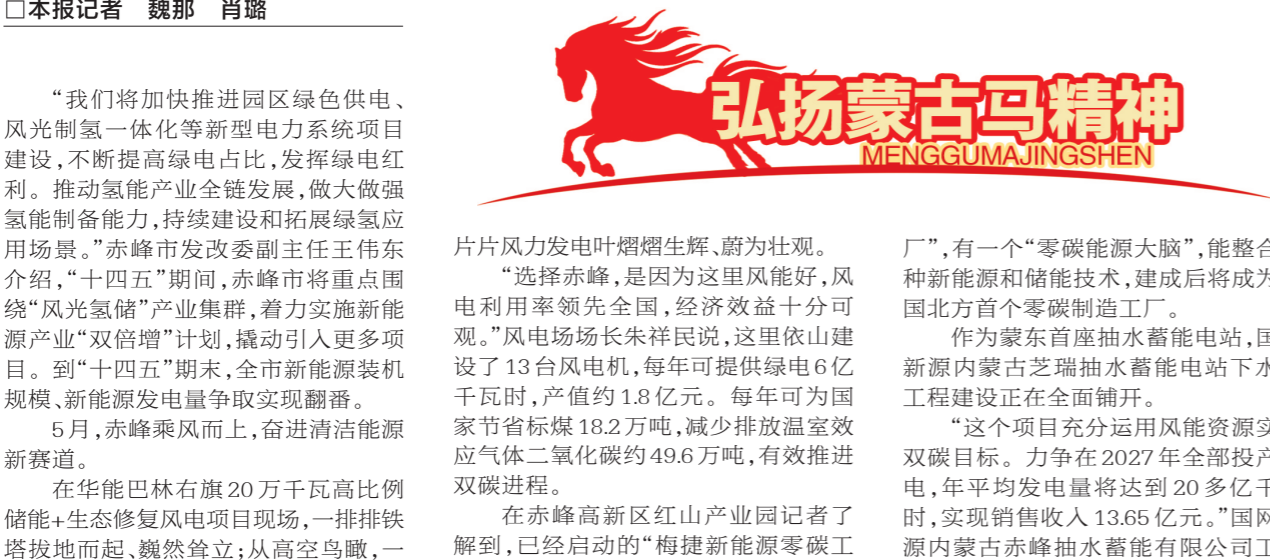 □本报记者　魏那　肖璐
“我们将加快推进园区绿色供电、
风光制氢一体化等新型电力系统项目
建设,不断提高绿电占比,发挥绿电红
利。推动氢能产业全链发展,做大做强
氢能制备能力,持续建设和拓展绿氢应
用场景。”赤峰市发改委副主任王伟东
介绍,“十四五”期间,赤峰市将重点围
绕“风光氢储”产业集群,着力实施新能
源产业“双倍增”计划,撬动引入更多项
目。到“十四五”期末,全市新能源装机
规模、新能源发电量争取实现翻番。
5月,赤峰乘风而上,奋进清洁能源
新赛道。
在华能巴林右旗20万千瓦高比例
储能+生态修复风电项目现场,一排排铁
塔拔地而起、巍然耸立;从高空鸟瞰,一
弘扬蒙古马精神
MENGGUMAJINGSHEN
片片风力发电叶熠熠生辉、蔚为壮观。
“选择赤峰,是因为这里风能好,风
电利用率领先全国,经济效益十分可
观。”风电场场长朱祥民说,这里依山建
设了13台风电机,每年可提供绿电6亿
千瓦时,产值约1.8亿元。每年可为国
家节省标煤18.2万吨,减少排放温室效
应气体二氧化碳约49.6万吨,有效推进
双碳进程。
在赤峰高新区红山产业园记者了
解到,已经启动的“梅捷新能源零碳工
厂”,有一个“零碳能源大脑”,能整合
种新能源和储能技术,建成后将成为
国北方首个零碳制造工厂。
作为蒙东首座抽水蓄能电站,国
新源内蒙古芝瑞抽水蓄能电站下水
工程建设正在全面铺开。
“这个项目充分运用风能资源实
双碳目标。力争在2027年全部投产
电,年平均发电量将达到20多亿千
时,实现销售收入13.65亿元。”国网
源内蒙古赤峰抽水蓄能有限公司工